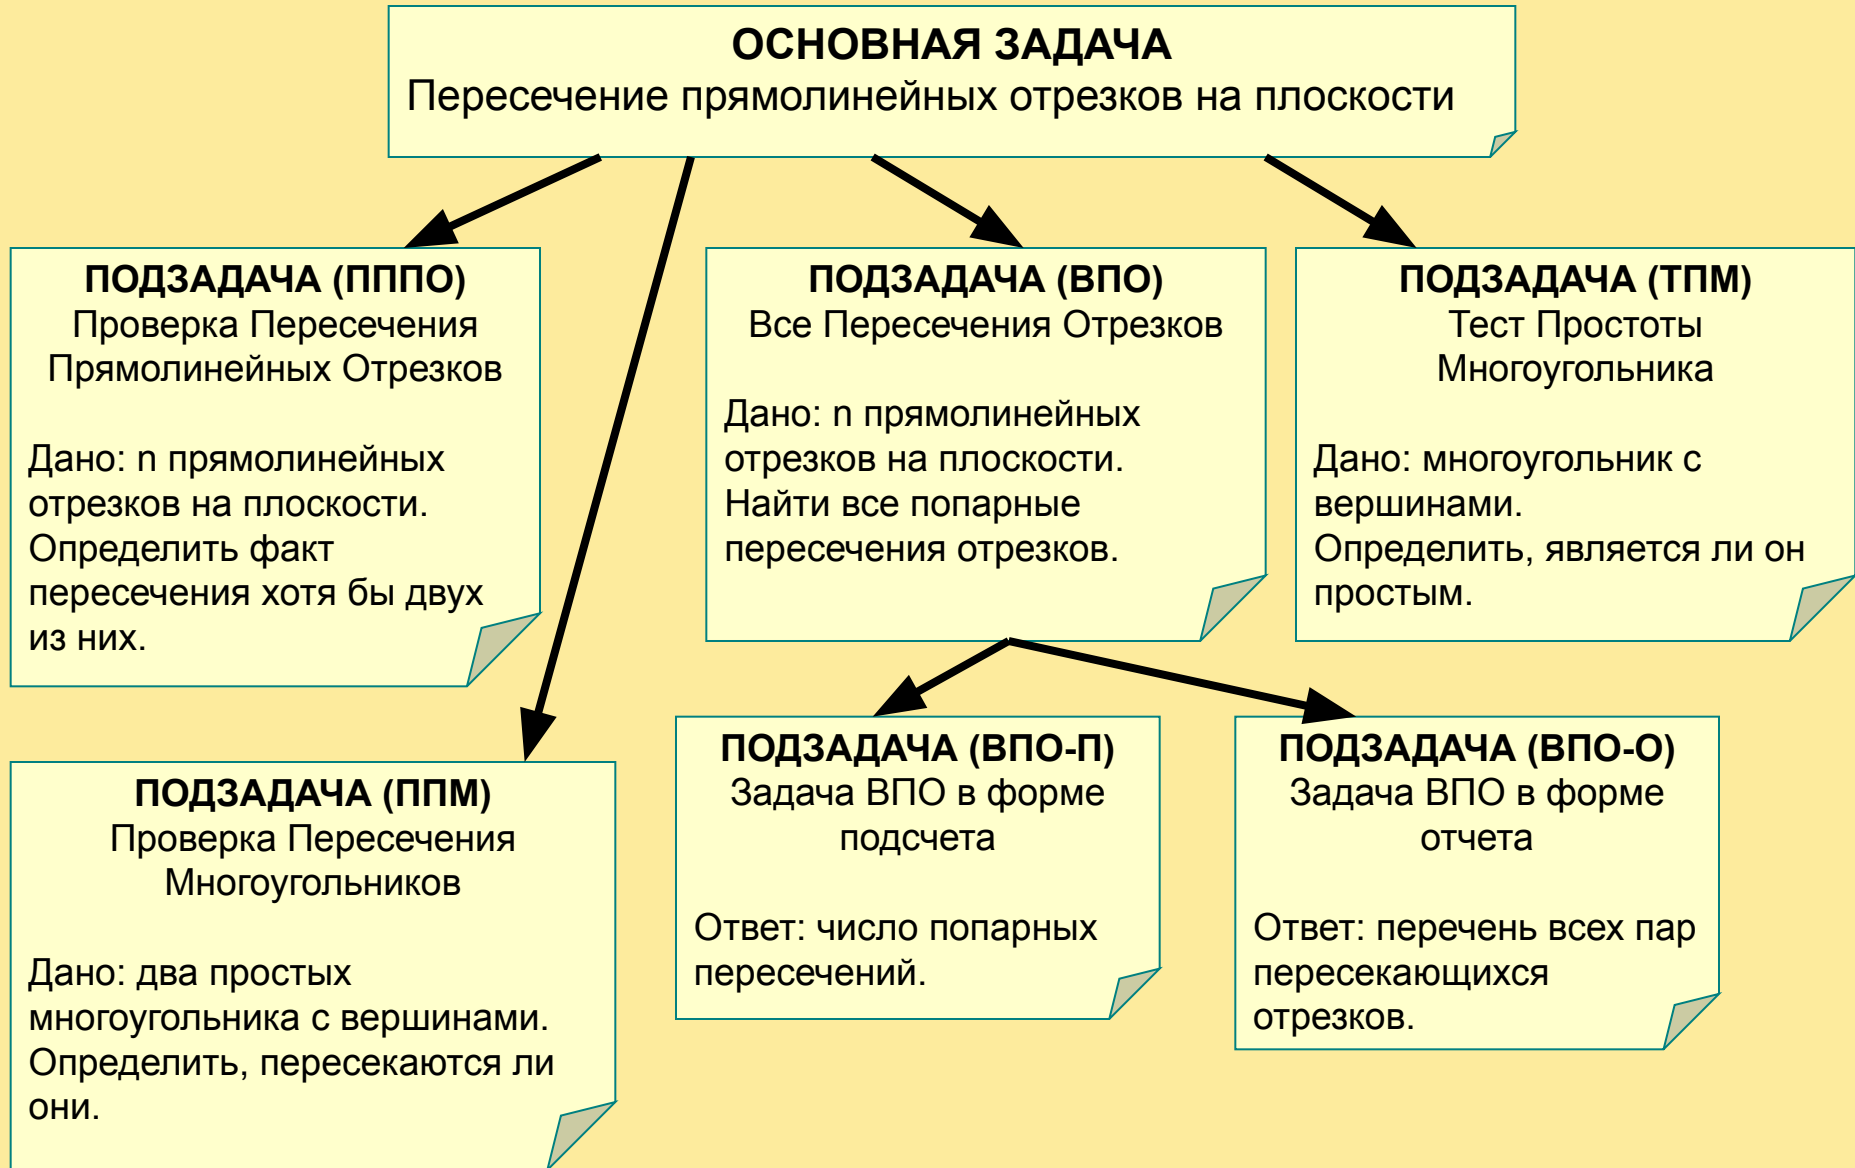 ОСНОВНАЯ ЗАДАЧА
Пересечение прямолинейных отрезков на плоскости
ПОДЗАДАЧА (ПППО)
Проверка Пересечения
Прямолинейных Отрезков
Дано: n прямолинейных
отрезков на плоскости.
Определить факт
пересечения хотя бы двух
из них.
ПОДЗАДАЧА (ВПО)
Все Пересечения Отрезков
Дано: n прямолинейных
отрезков на плоскости.
Найти все попарные
пересечения отрезков.
ПОДЗАДАЧА (ТПМ)
Тест Простоты
Многоугольника
Дано: многоугольник с
вершинами.
Определить, является ли он
простым.
ПОДЗАДАЧА (ППМ)
Проверка Пересечения
Многоугольников
Дано: два простых
многоугольника с вершинами.
Определить, пересекаются ли
они.
ПОДЗАДАЧА (ВПО-П)
Задача ВПО в форме
подсчета
Ответ: число попарных
пересечений.
ПОДЗАДАЧА (ВПО-О)
Задача ВПО в форме
отчета
Ответ: перечень всех пар
пересекающихся
отрезков.